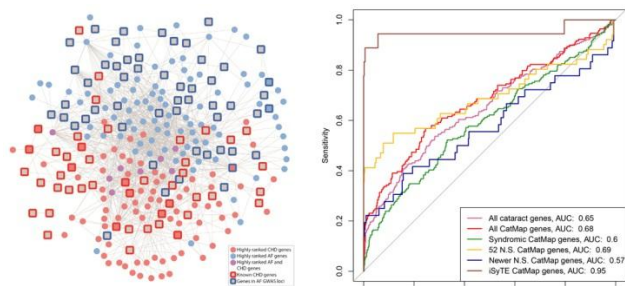 Highly ranked CHD genes
Highly ranked AF genes
Highly ranked AF and
CHD genes
Known CHD genes
Genes in AF GWAS loci
Sensitivity
1.0
0.8
0.6
0.4
0.2
0.0
All cataract genes, AUC: 0.65
All CatMap genes, AUC: 0.68
Syndromic CatMap genes, AUC: 0.6
52 N.S. CatMap genes, AUC: 0.69
Newer N.S. CatMap genes, AUC: 0.57
iSyTE CatMap genes, AUC: 0.95